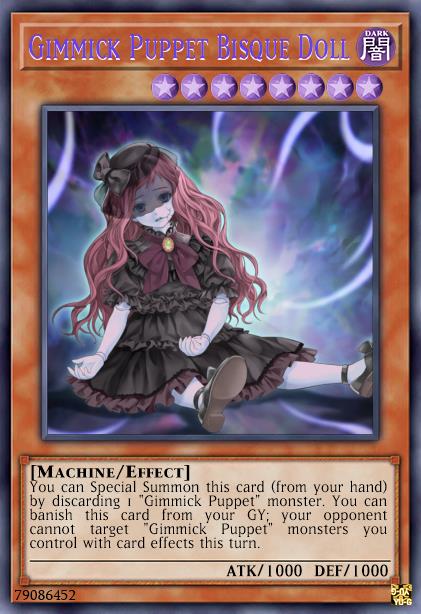 Gimmick Puppet Bisque Doll
DARK
闇
[Machine/Effect]
You can Special Summon this card (from your hand)
by discarding 1 "Gimmick Puppet" monster. You can
banish this card from your GY; your opponent
cannot target "Gimmick Puppet" monsters you
control with card effects this turn.
ATK/1000 DEF/1000
79086452